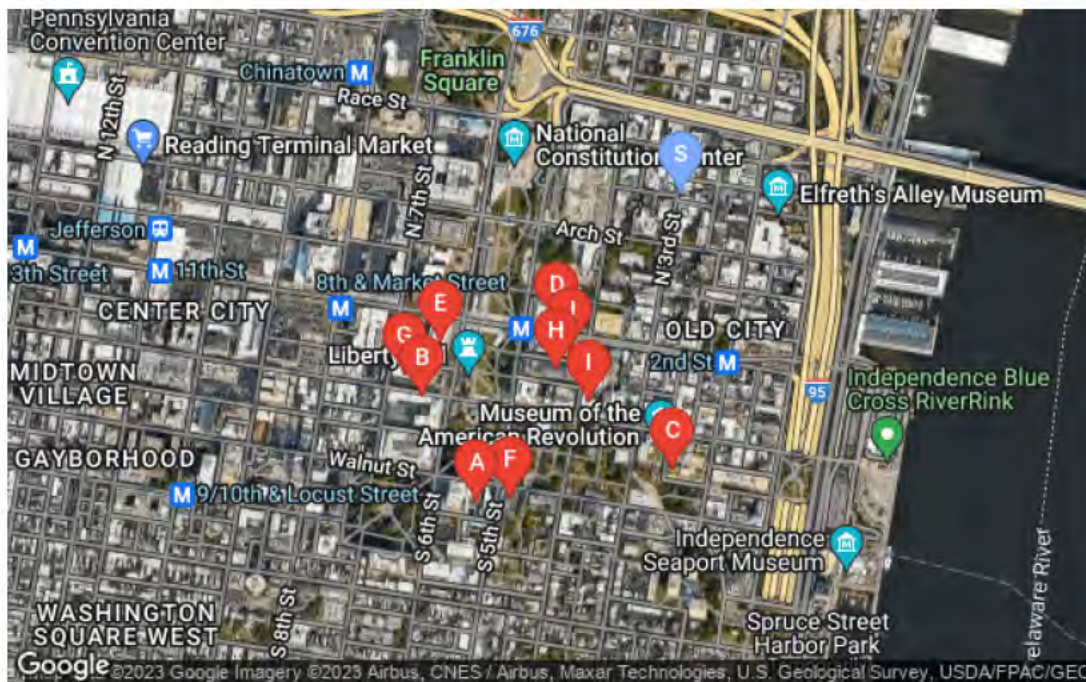 Pennsylvania
Convention Center
676
Franklin
Square
Chinatown M
Race St
N 12th St
Reading Terminal Market
National
Constitution Center
S
N 7th St
Elfreth's Alley Museum
Arch St
N 3rd St
Jefferson
M
3th Street
M 11th St
8th & Market Street
M
D
CENTER CITY
E
J
M
H
OLD CITY
G
Liberty
B
I
2nd St M
MIDTOWN
VILLAGE
95
Independence Blue
Cross RiverRink
Museum of the
American Revolution
C
GAYBORHOOD
Walnut St
A
F
M 9/10th & Locust Street
S 6th St
S 5th St
Independence
Seaport Museum
S 8th St
WASHINGTON
SQUARE WEST
Spruce Street
Harbor Park
elaware River
Google
©2023 Google Imagery ©2023 Airbus, CNES / Airbus, Maxar Technologies, U.S. Geological Survey, USDA/FPAC/GEO